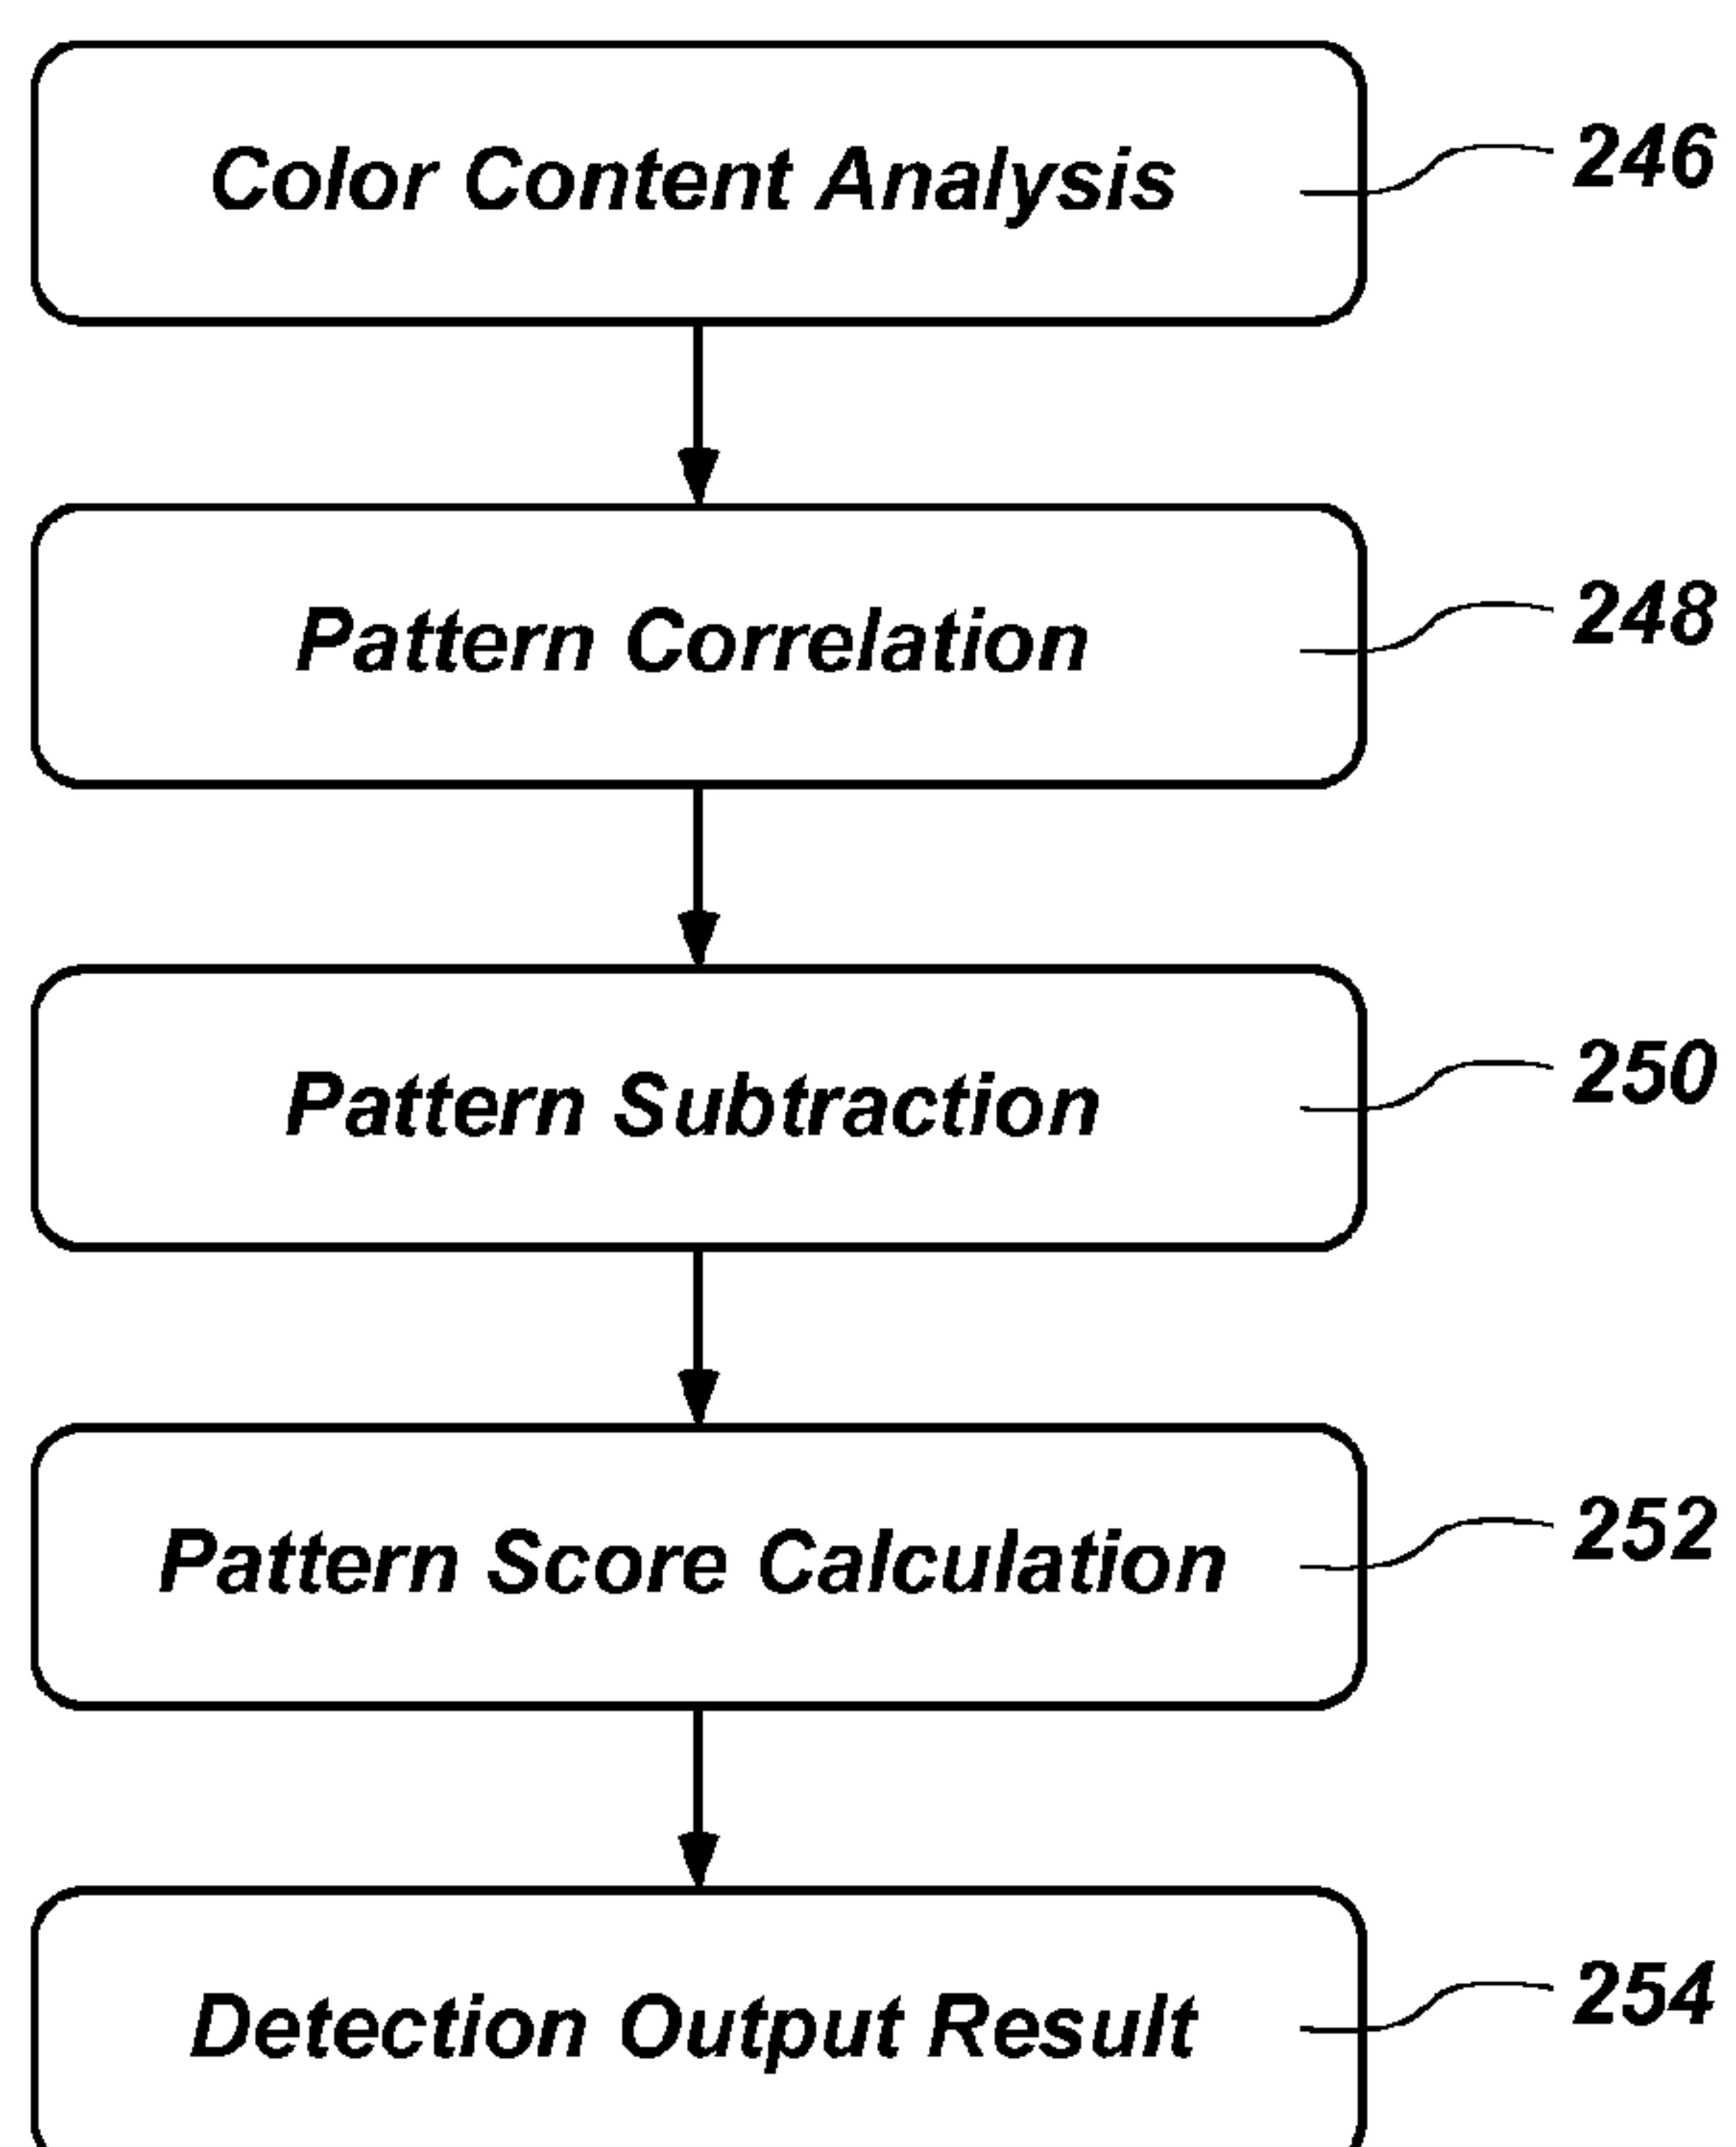 Color Content Analysis
246
Pattern Correlation
248
Pattern Subtraction
250
Pattern Score Calculation
252
Detection Output Result
254